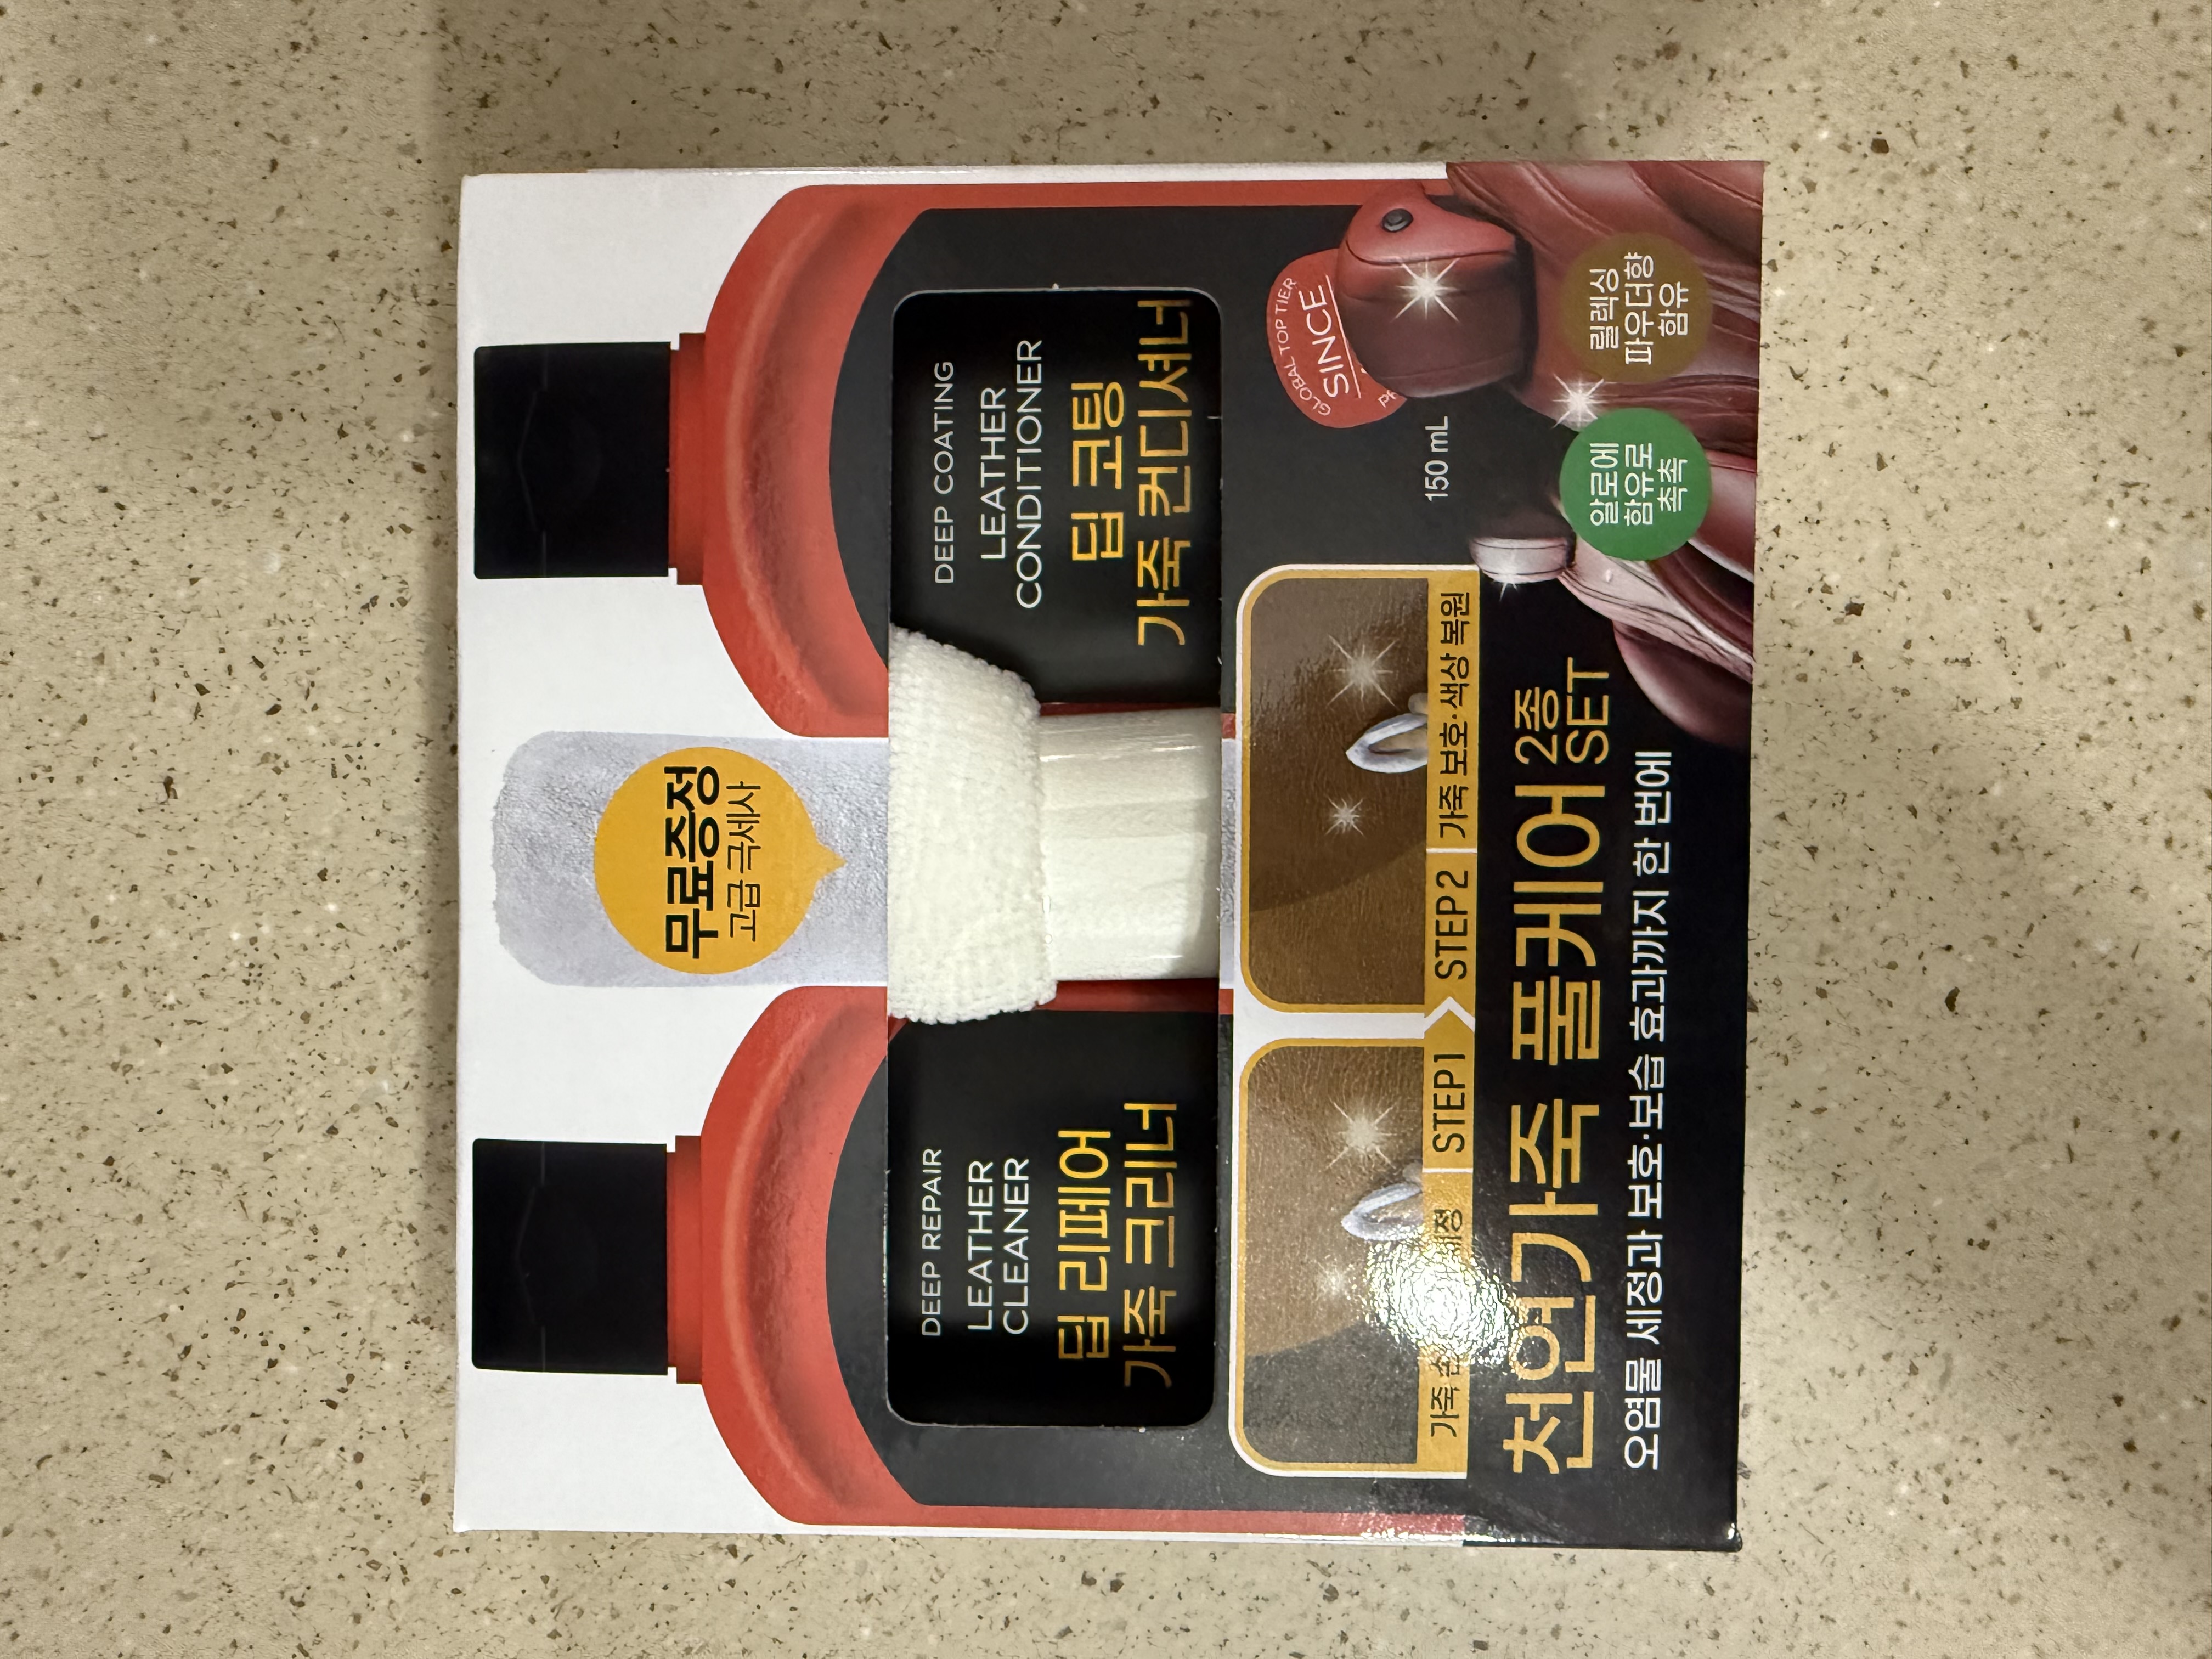 무료증정
고급 극세사
DEEP REPAIR
LEATHER
CLEANER
딥 리페어
가죽 크리너
DEEP COATING
LEATHER
CONDITIONER
딥 코팅
가죽 컨디셔너
GLOBAL TOP TIER
SINCE
150 mL
가죽
STEP 1
STEP 2
가죽 보호·색상 복원
천연가죽 풀케어 2종
SET
오염물 세정과 보호·보습 효과까지 한 번에
알로에
함유로
촉촉
릴렉싱
파우더향
함유